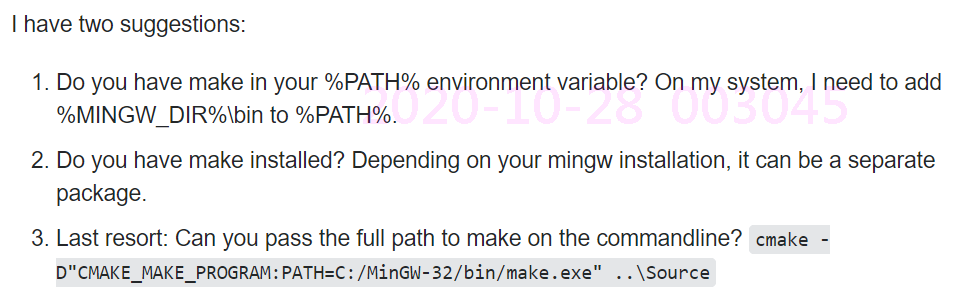 I have two suggestions:
1. Do you have make in your %PATH% environment variable? On my system, I need to add
%MINGW_DIR%\bin to %PATH%.
2020-10-28 003045
2. Do you have make installed? Depending on your mingw installation, it can be a separate
package.
3. Last resort: Can you pass the full path to make on the commandline? cmake -
D"CMAKE_MAKE_PROGRAM:PATH=C:/MinGW-32/bin/make.exe" ..\Source